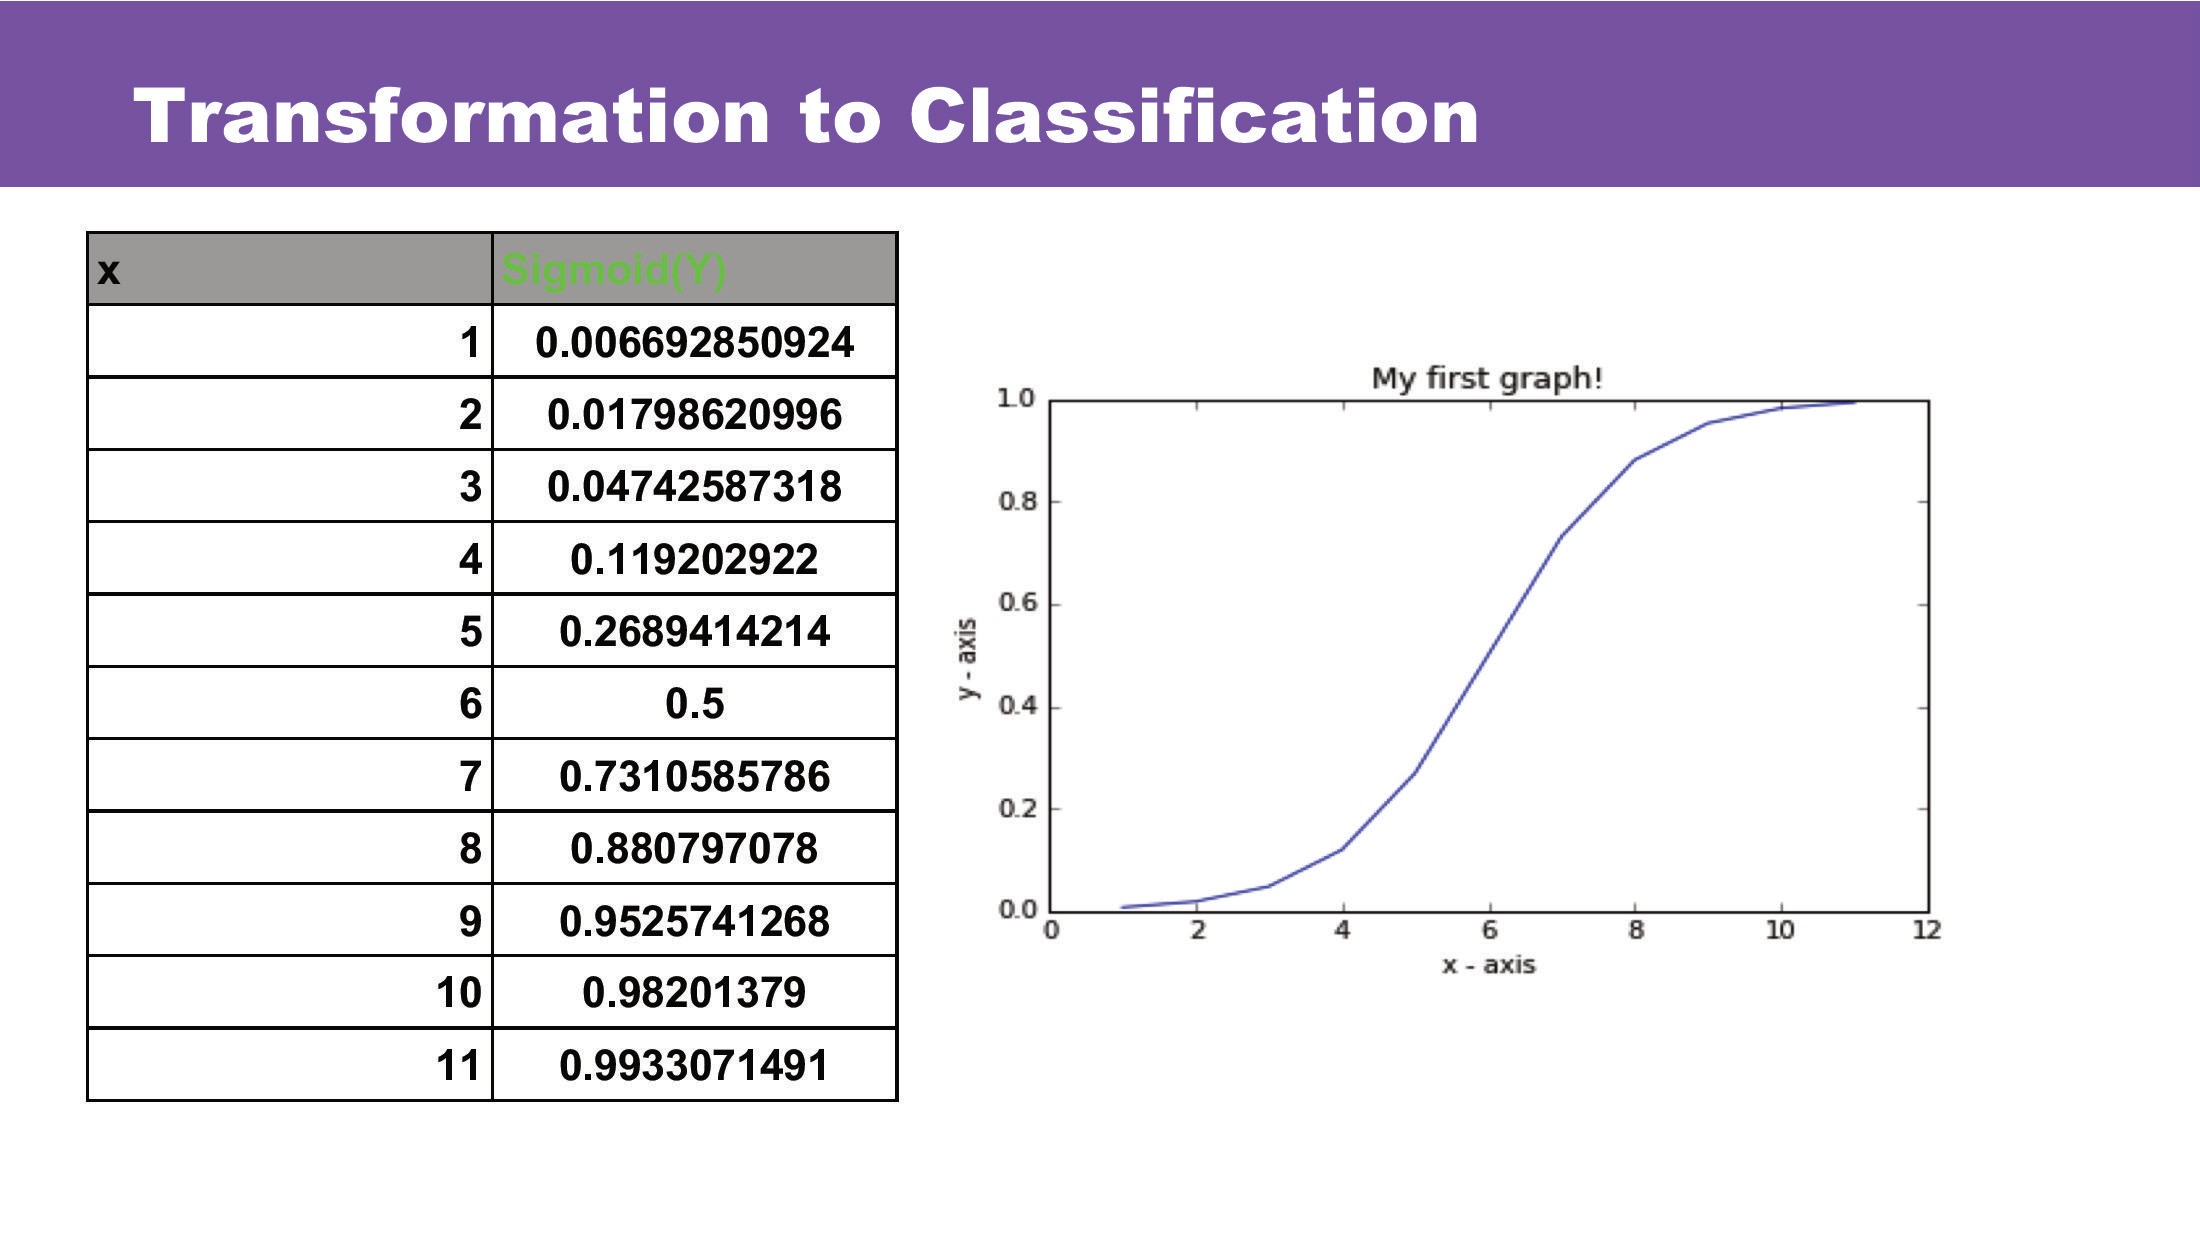 Transformation to Classification
x Sigmoid(Y)
1 0.006692850924
2 0.01798620996
3 0.04742587318
4 0.119202922
5 0.2689414214
6 0.5
7 0.7310585786
8 0.880797078
9 0.9525741268
10 0.98201379
11 0.9933071491
My first graph!
1.0
0.8
0.6
0.4
0.2
0.0
y - axis
0 2 4 6 8 10 12
x - axis